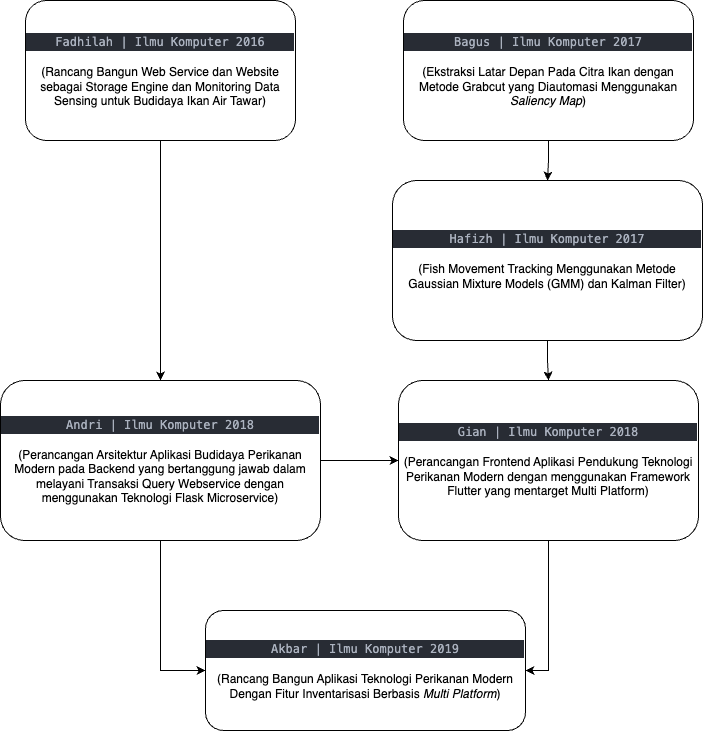 Fadhilah | Ilmu Komputer 2016
(Rancang Bangun Web Service dan Website
sebagai Storage Engine dan Monitoring Data
Sensing untuk Budidaya Ikan Air Tawar)
Bagus | Ilmu Komputer 2017
(Ekstraksi Latar Depan Pada Citra Ikan dengan
Metode Grabcut yang Diautomasi Menggunakan
Saliency Map)
Hafizh | Ilmu Komputer 2017
(Fish Movement Tracking Menggunakan Metode
Gaussian Mixture Models (GMM) dan Kalman Filter)
Andri | Ilmu Komputer 2018
(Perancangan Arsitektur Aplikasi Budidaya Perikanan
Modern pada Backend yang bertanggung jawab dalam
melayani Transaksi Query Webservice dengan
menggunakan Teknologi Flask Microservice)
Gian | Ilmu Komputer 2018
(Perancangan Frontend Aplikasi Pendukung Teknologi
Perikanan Modern dengan menggunakan Framework
Flutter yang mentarget Multi Platform)
Akbar | Ilmu Komputer 2019
(Rancang Bangun Aplikasi Teknologi Perikanan Modern
Dengan Fitur Inventarisasi Berbasis Multi Platform)